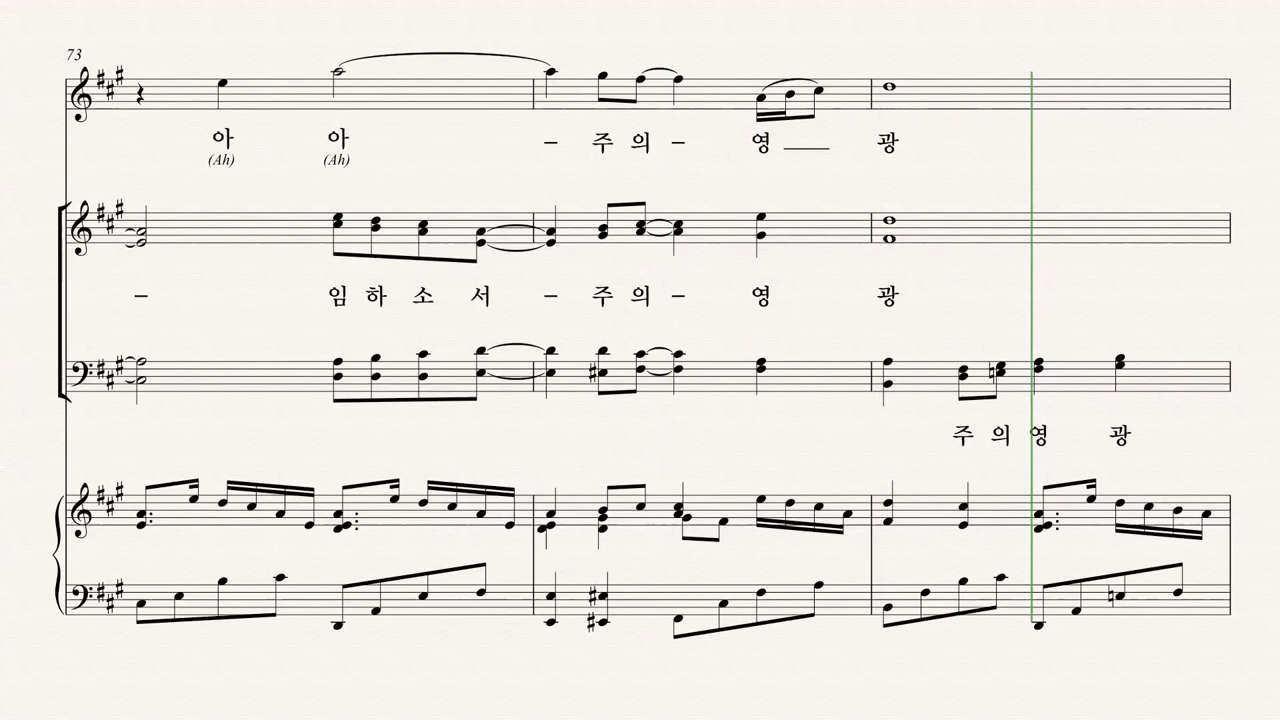 73
아 아 – 주 의 – 영 광
(Ah) (Ah)
– 임 하 소 서 – 주 의 – 영 광
주 의 영 광